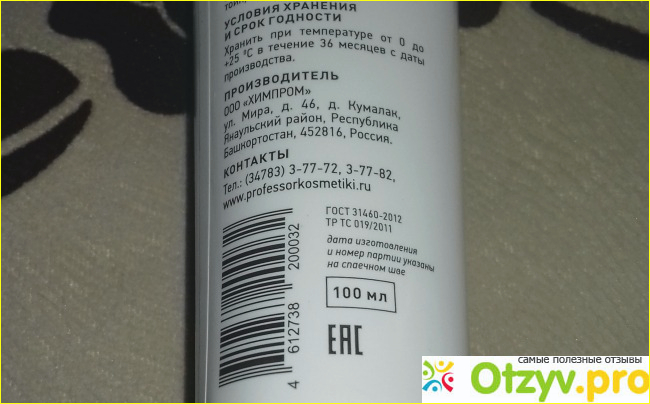 УСЛОВИЯ ХРАНЕНИЯ
И СРОК ГОДНОСТИ
Хранить при температуре от 0 до
+25 °С в течение 36 месяцев с даты
производства.
ПРОИЗВОДИТЕЛЬ
ООО «ХИМПРОМ»
ул. Мира, д. 46, д. Кумалак,
Янаульский район, Республика
Башкортостан, 452816, Россия.
КОНТАКТЫ
Тел.: (34783) 3-77-72, 3-77-82,
www.professorkosmetiki.ru
ГОСТ 31460-2012
ТР ТС 019/2011
дата изготовления
и номер партии указаны
на спаечном шве
100 мл
ЕАС
4 612738 200032
самые полезные отзывы
Otzyv.pro